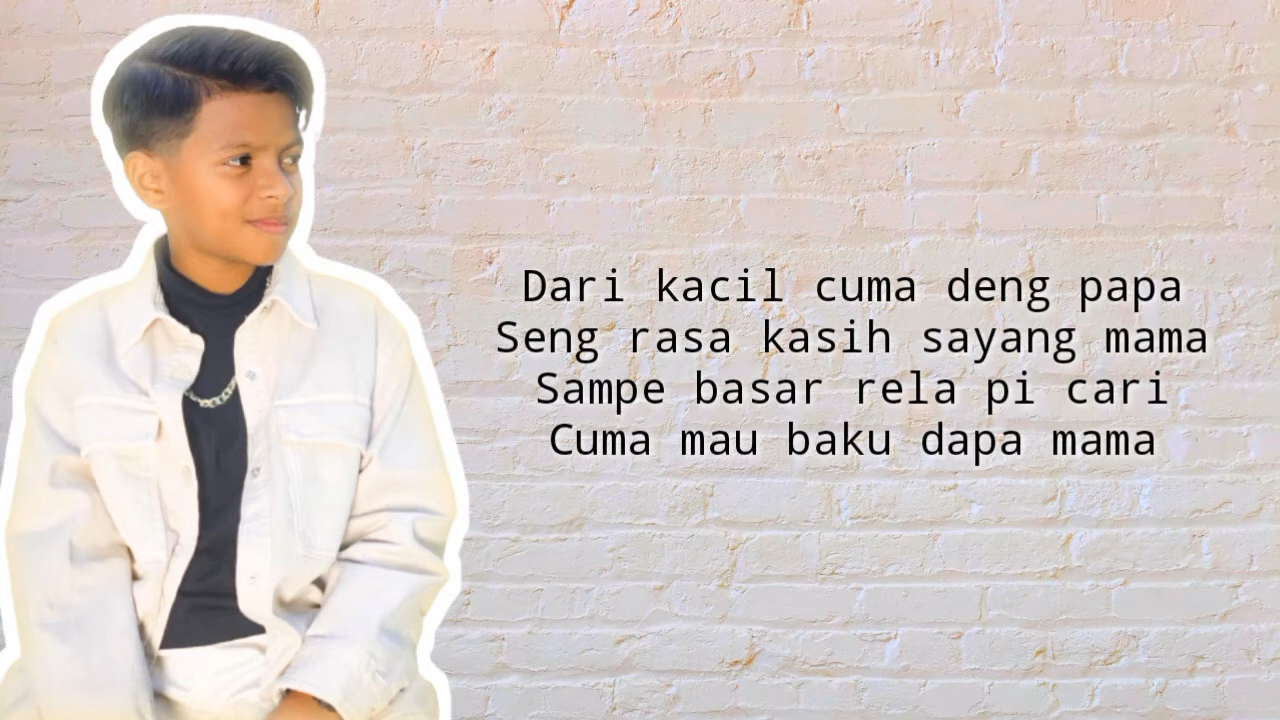 Dari kacil cuma deng papa
Seng rasa kasih sayang mama
Sampe basar rela pi cari
Cuma mau baku dapa mama